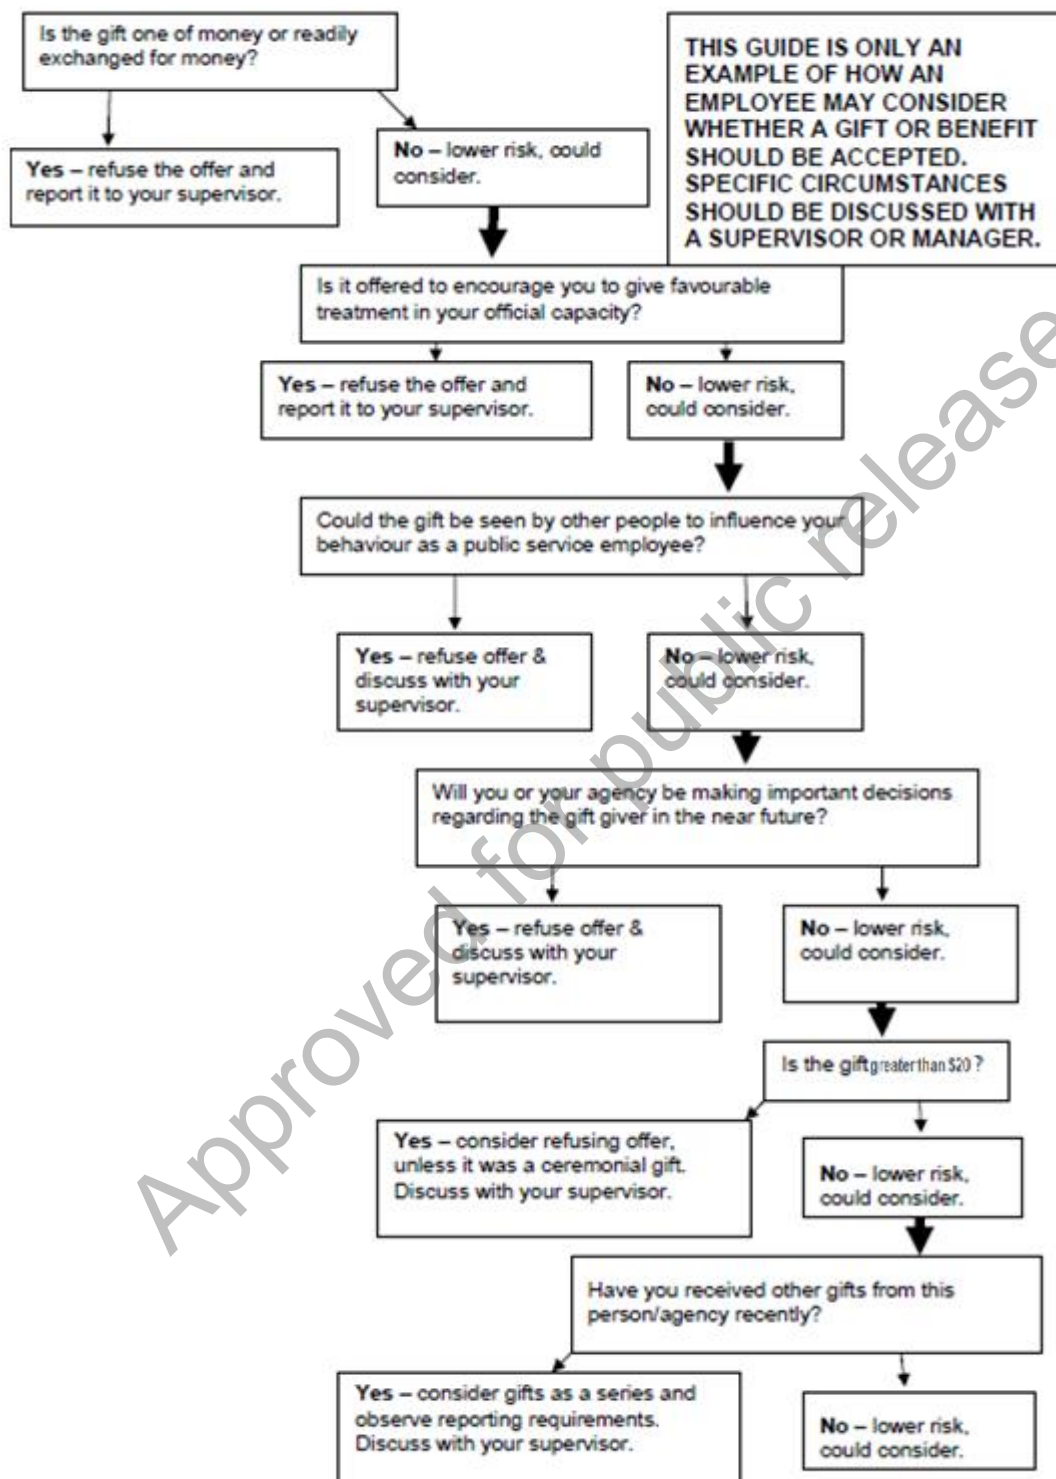 Is the gift one of money or readily
exchanged for money?
THIS GUIDE IS ONLY AN
EXAMPLE OF HOW AN
EMPLOYEE MAY CONSIDER
WHETHER A GIFT OR BENEFIT
SHOULD BE ACCEPTED.
SPECIFIC CIRCUMSTANCES
SHOULD BE DISCUSSED WITH
A SUPERVISOR OR MANAGER.
Yes – refuse the offer and
report it to your supervisor.
No – lower risk, could
consider.
Is it offered to encourage you to give favourable
treatment in your official capacity?
Yes – refuse the offer and
report it to your supervisor.
No – lower risk,
could consider.
Could the gift be seen by other people to influence your
behaviour as a public service employee?
Yes – refuse offer &
discuss with your
supervisor.
No – lower risk,
could consider.
Will you or your agency be making important decisions
regarding the gift giver in the near future?
Yes – refuse offer &
discuss with your
supervisor.
No – lower risk,
could consider.
Is the gift greater than $20 ?
Yes – consider refusing offer,
unless it was a ceremonial gift.
Discuss with your supervisor.
No – lower risk,
could consider.
Have you received other gifts from this
person/agency recently?
Yes – consider gifts as a series and
observe reporting requirements.
Discuss with your supervisor.
No – lower risk,
could consider.
Approved for public release